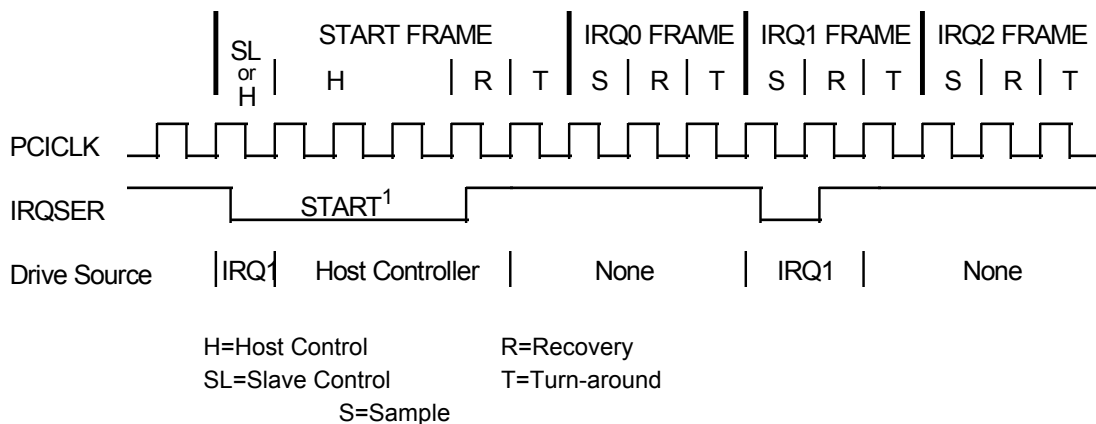 START FRAME IRQ0 FRAME IRQ1 FRAME IRQ2 FRAME
SL
or
H
H R T S R T S R T S R T
PCICLK
IRQSER START1
Drive Source IRQ1 Host Controller None IRQ1 None
H=Host Control R=Recovery
SL=Slave Control T=Turn-around
S=Sample